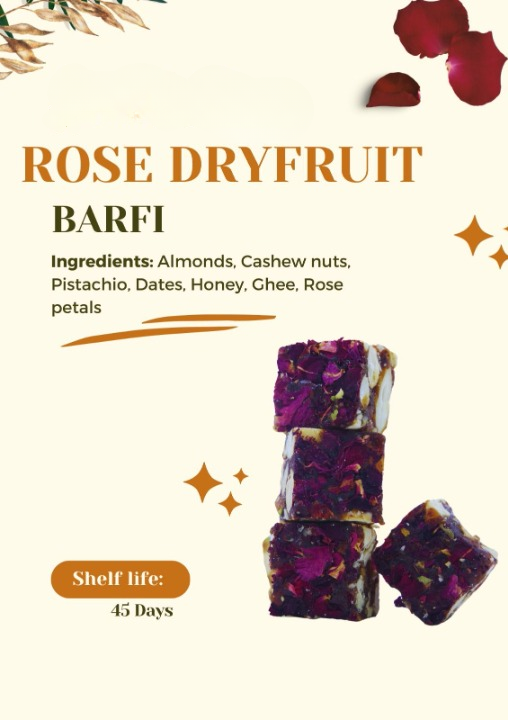 ROSE DRYFRUIT
BARFI
Ingredients: Almonds, Cashew nuts,
Pistachio, Dates, Honey, Ghee, Rose
petals
Shelf life:
45 Days